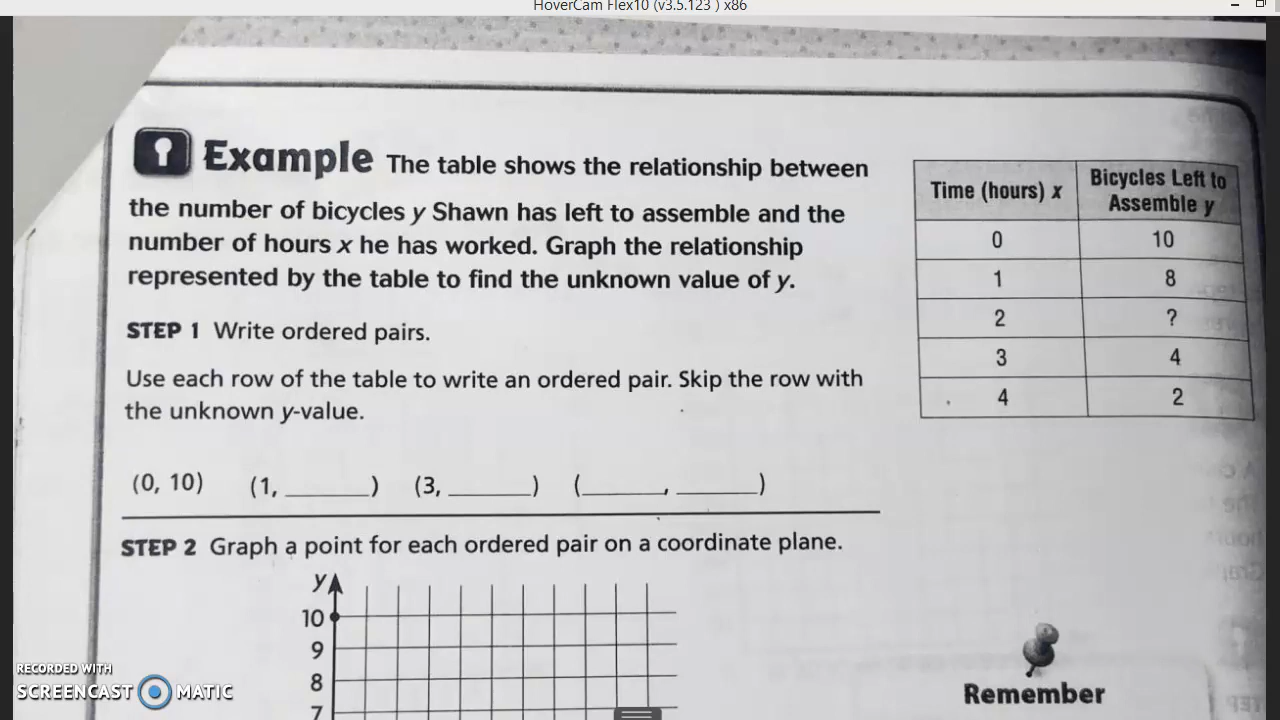 HoverCam Flex10 (v3.5.123 ) x86
Example The table shows the relationship between
the number of bicycles y Shawn has left to assemble and the
number of hours x he has worked. Graph the relationship
represented by the table to find the unknown value of y.
Time (hours) x Bicycles Left to Assemble y
0 10
1 8
2 ?
3 4
4 2
STEP 1 Write ordered pairs.
Use each row of the table to write an ordered pair. Skip the row with
the unknown y-value.
(0, 10) (1, ______) (3, ______) (______, ______)
STEP 2 Graph a point for each ordered pair on a coordinate plane.
y
10
9
8
7
Remember
RECORDED WITH
SCREENCAST MATIC